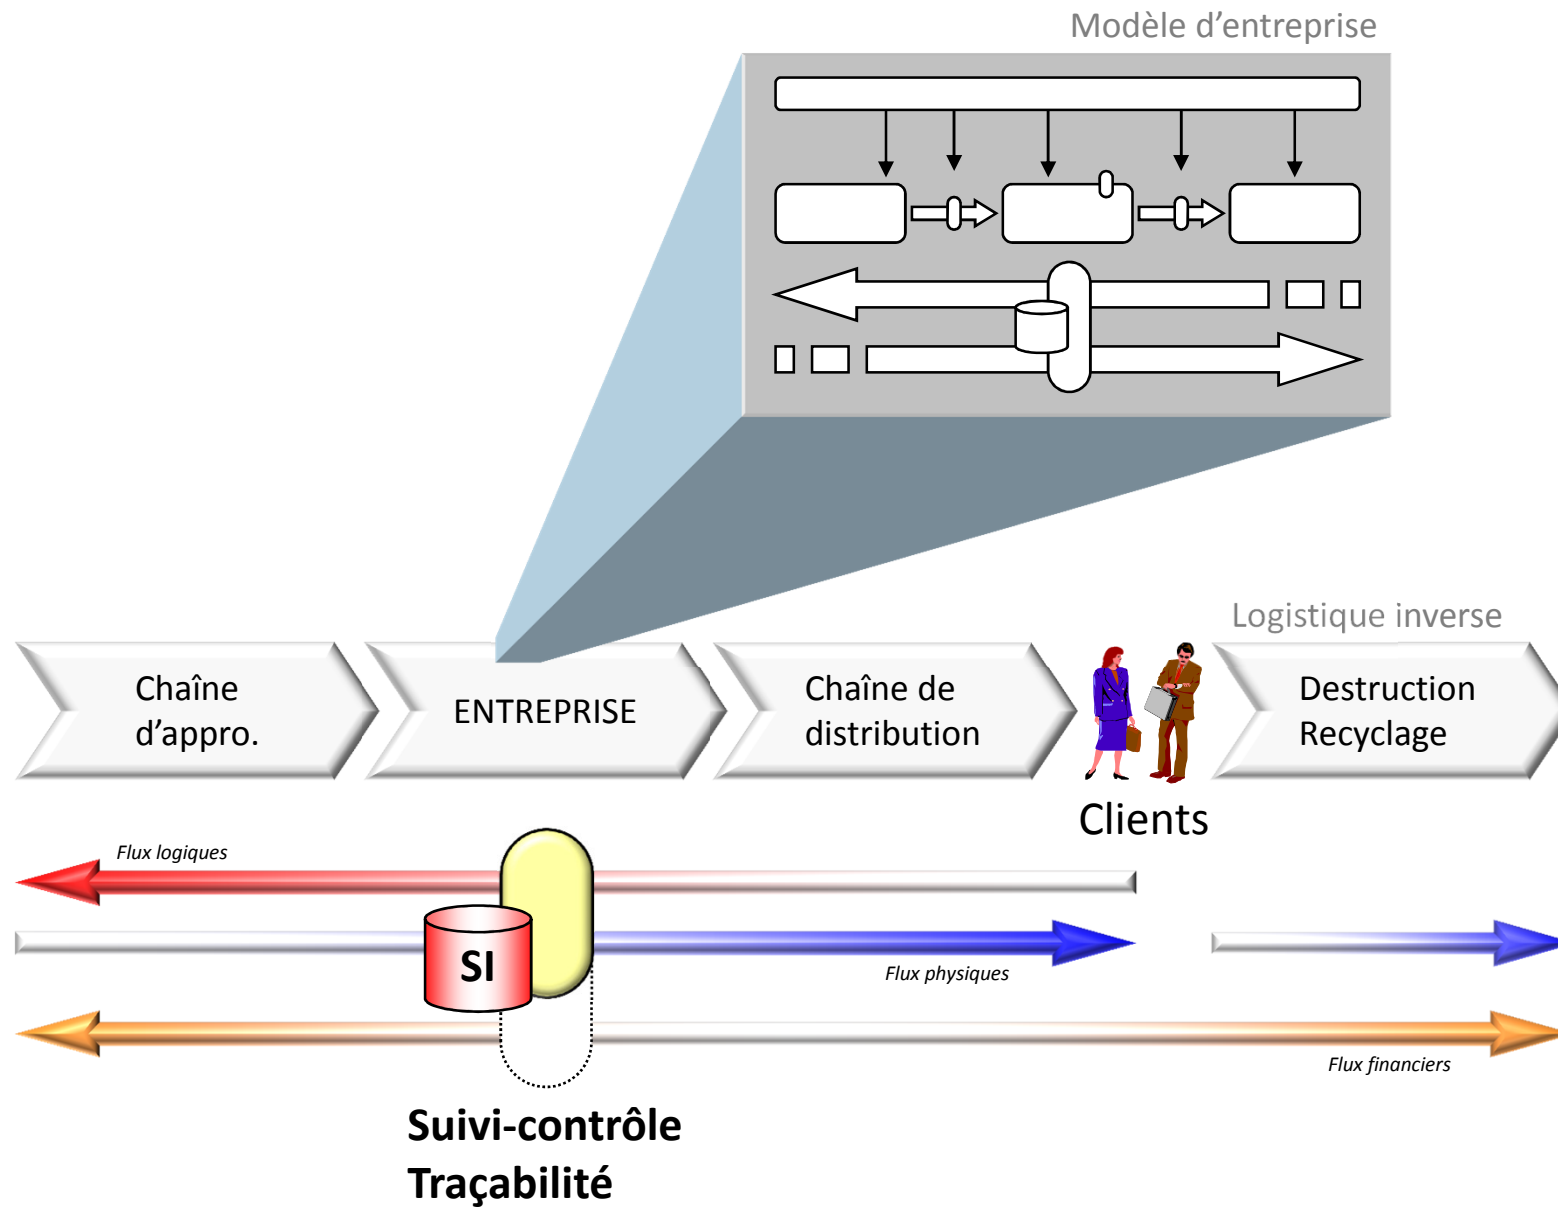 Modèle d'entreprise
Logistique inverse
Chaîne
d'appro.
ENTREPRISE
Chaîne de
distribution
Destruction
Recyclage
Clients
Flux logiques
SI
Flux physiques
Flux financiers
Suivi-contrôle
Traçabilité